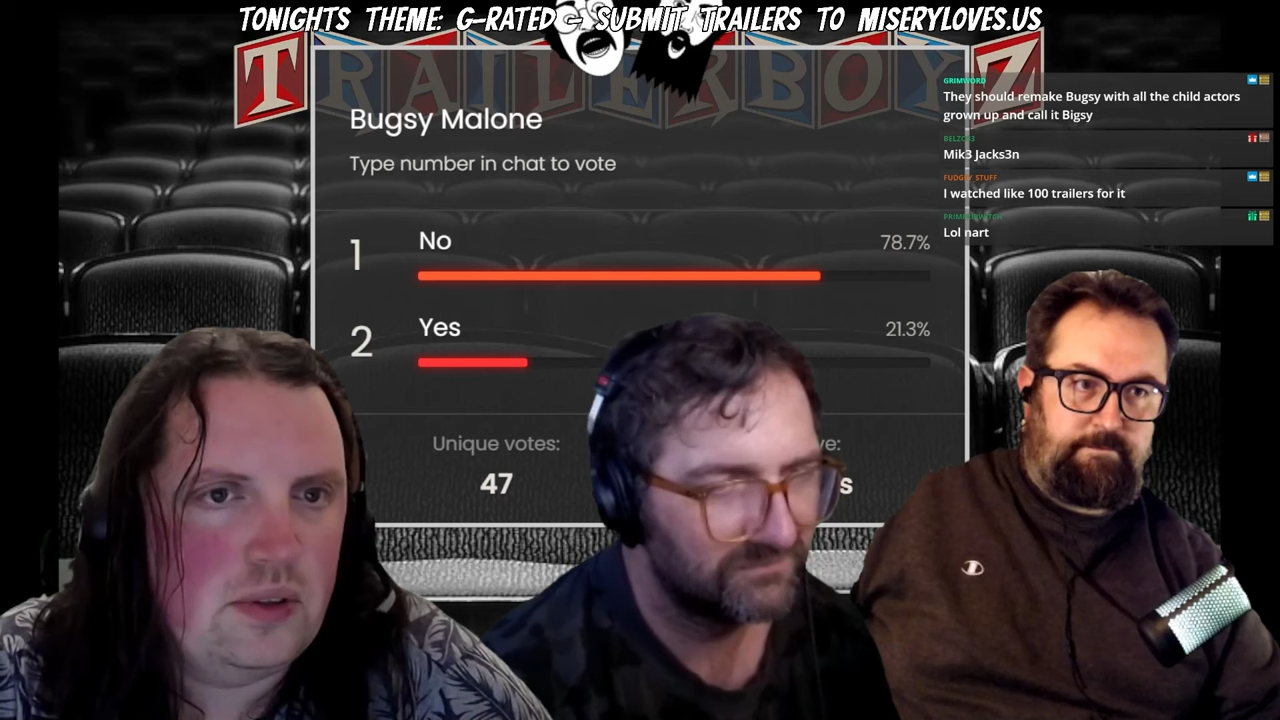 TONIGHTS THEME: G-RATED - SUBMIT TRAILERS TO MISERYLOVES.US
TRAILERBOYZ
Bugsy Malone
Type number in chat to vote
1 No 78.7%
2 Yes 21.3%
Unique votes:
47
ve:
s
GRIMWORD
They should remake Bugsy with all the child actors
grown up and call it Bigsy
Mik3 Jacks3n
FUDGY STUFF
I watched like 100 trailers for it
Lol nart